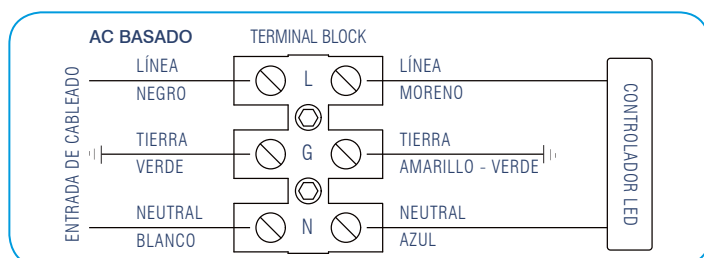 AC BASADO
TERMINAL BLOCK
ENTRADA DE CABLEADO
LÍNEA
NEGRO
L
LÍNEA
MORENO
TIERRA
VERDE
G
TIERRA
AMARILLO - VERDE
NEUTRAL
BLANCO
N
NEUTRAL
AZUL
CONTROLADOR LED